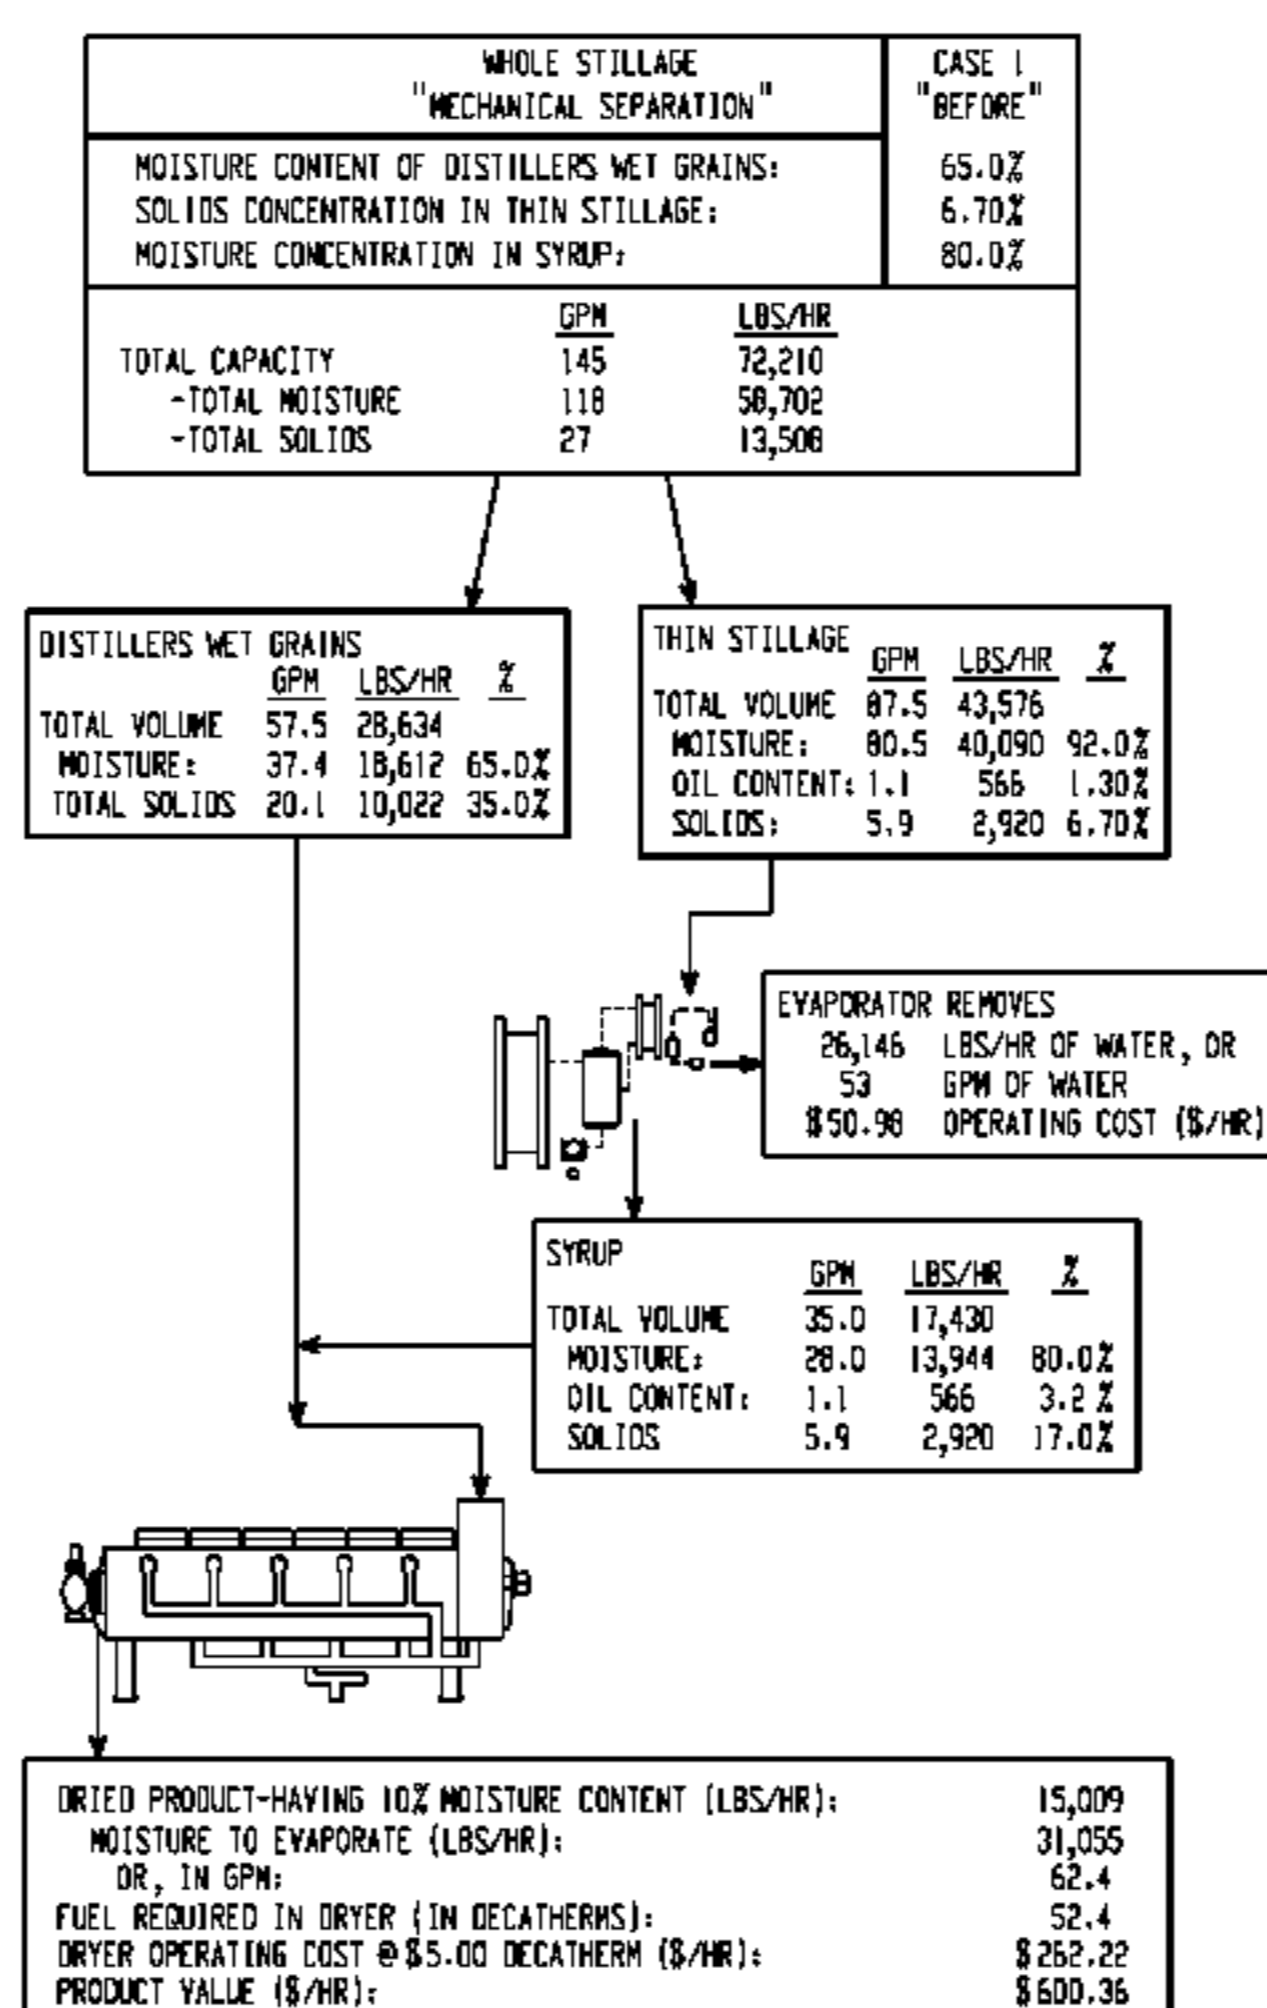 WHOLE STILLAGE
"MECHANICAL SEPARATION"
CASE 1
"BEFORE"
MOISTURE CONTENT OF DISTILLERS WET GRAINS: 65.0%
SOLIDS CONCENTRATION IN THIN STILLAGE: 6.70%
MOISTURE CONCENTRATION IN SYRUP: 80.0%
GPM LBS/HR
TOTAL CAPACITY 145 72,210
-TOTAL MOISTURE 118 58,702
-TOTAL SOLIDS 27 13,508
DISTILLERS WET GRAINS
GPM LBS/HR %
TOTAL VOLUME 57.5 28,634
MOISTURE: 37.4 18,612 65.0%
TOTAL SOLIDS 20.1 10,022 35.0%
THIN STILLAGE
GPM LBS/HR %
TOTAL VOLUME 87.5 43,576
MOISTURE: 80.5 40,090 92.0%
OIL CONTENT: 1.1 566 1.30%
SOLIDS: 5.9 2,920 6.70%
EVAPORATOR REMOVES
26,146 LBS/HR OF WATER, OR
53 GPM OF WATER
$50.98 OPERATING COST ($/HR)
SYRUP
GPM LBS/HR %
TOTAL VOLUME 35.0 17,430
MOISTURE: 28.0 13,944 80.0%
OIL CONTENT: 1.1 566 3.2%
SOLIDS 5.9 2,920 17.0%
DRIED PRODUCT-HAVING 10% MOISTURE CONTENT (LBS/HR): 15,009
MOISTURE TO EVAPORATE (LBS/HR): 31,055
OR, IN GPM: 62.4
FUEL REQUIRED IN DRYER (IN DECATHERMS): 52.4
DRYER OPERATING COST @ $5.00 DECATHERM ($/HR): $262.22
PRODUCT VALUE ($/HR): $600.36